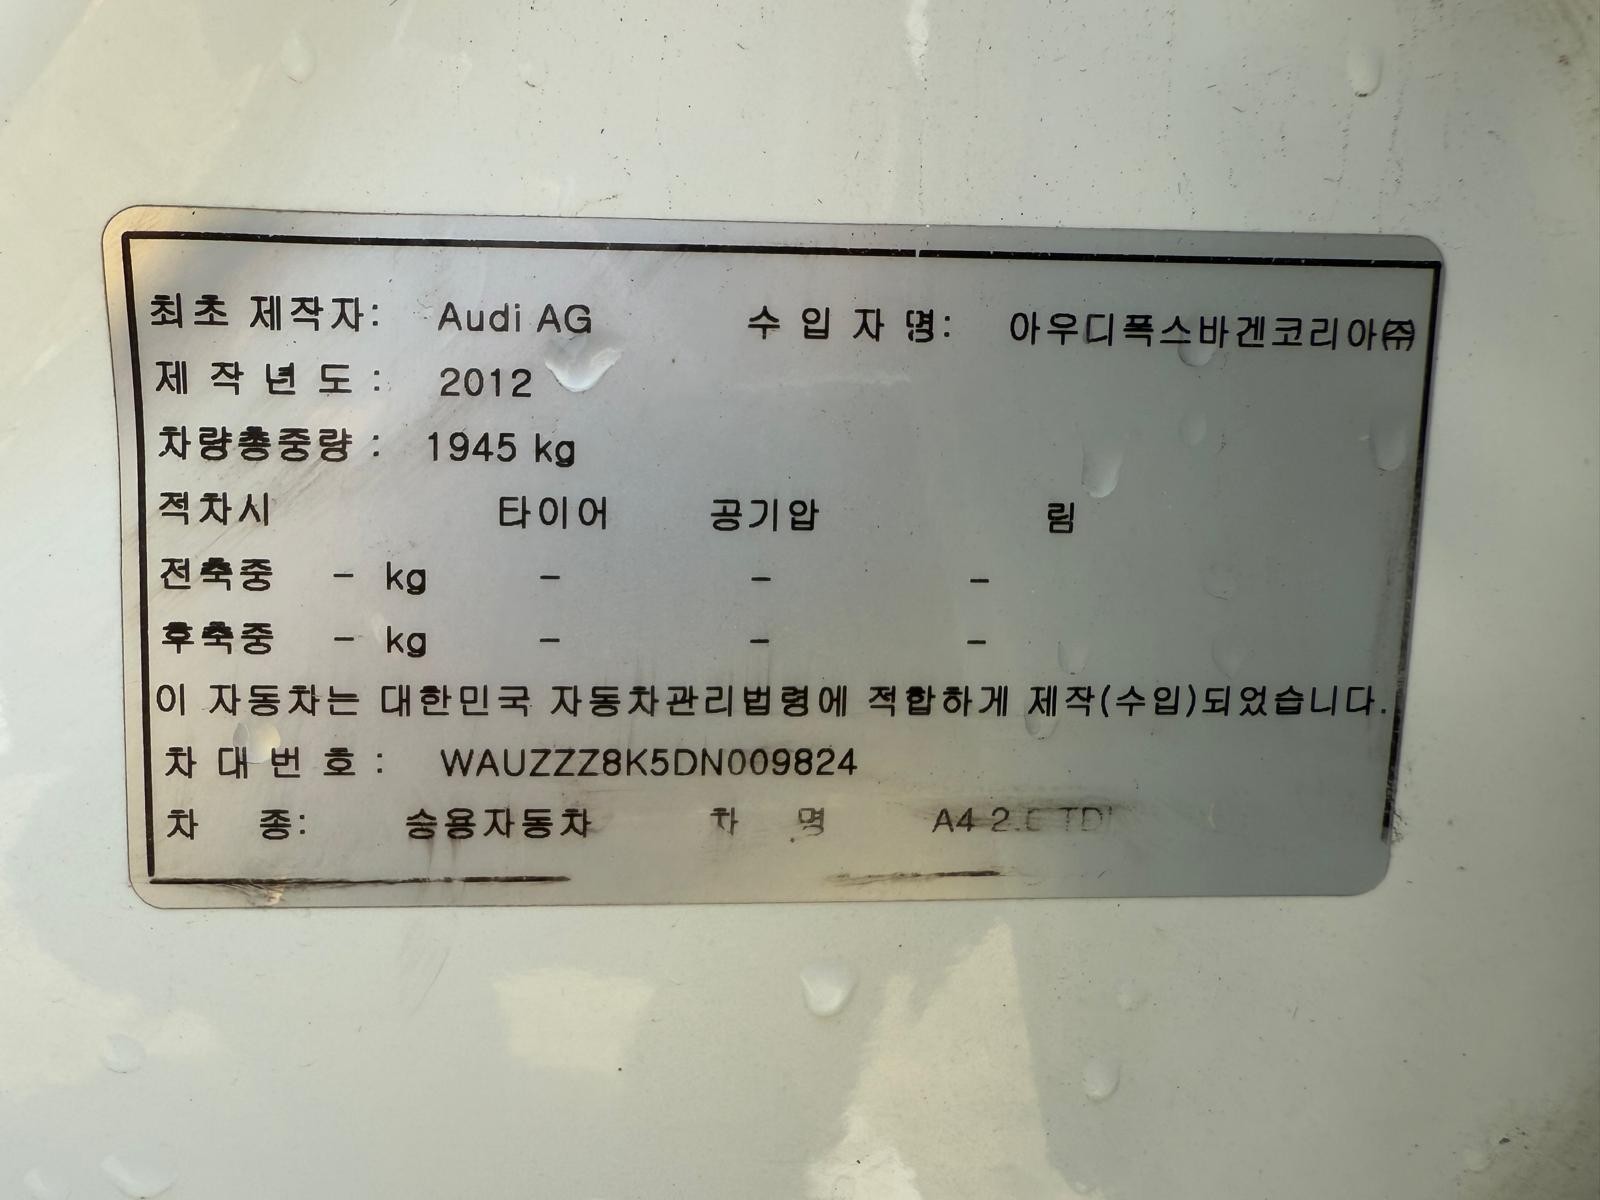 최초 제작자: Audi AG 수 입 자 명: 아우디폭스바겐코리아㈜
제 작 년 도 : 2012
차량총중량 : 1945 kg
적차시 타이어 공기압 림
전축중 - kg - - -
후축중 - kg - - -
이 자동차는 대한민국 자동차관리법령에 적합하게 제작(수입)되었습니다.
차 대 번 호 : WAUZZZ8K5DN009824
차 종: 승용자동차 차 명 A4